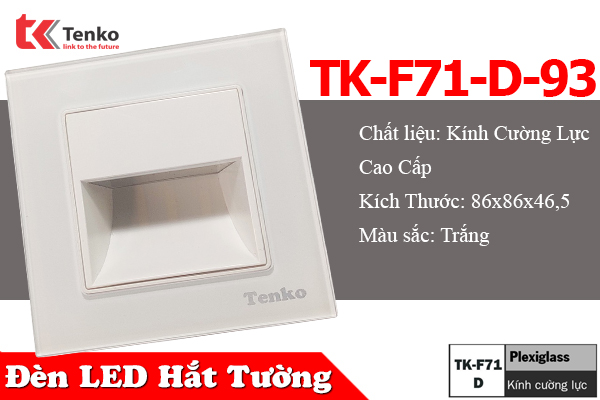 Tenko
link to the future
TK-F71-D-93
Chất liệu: Kính Cường Lực
Cao Cấp
Kích Thước: 86x86x46,5
Màu sắc: Trắng
Tenko
Đèn LED Hắt Tường
TK-F71
D
Plexiglass
Kính cường lực